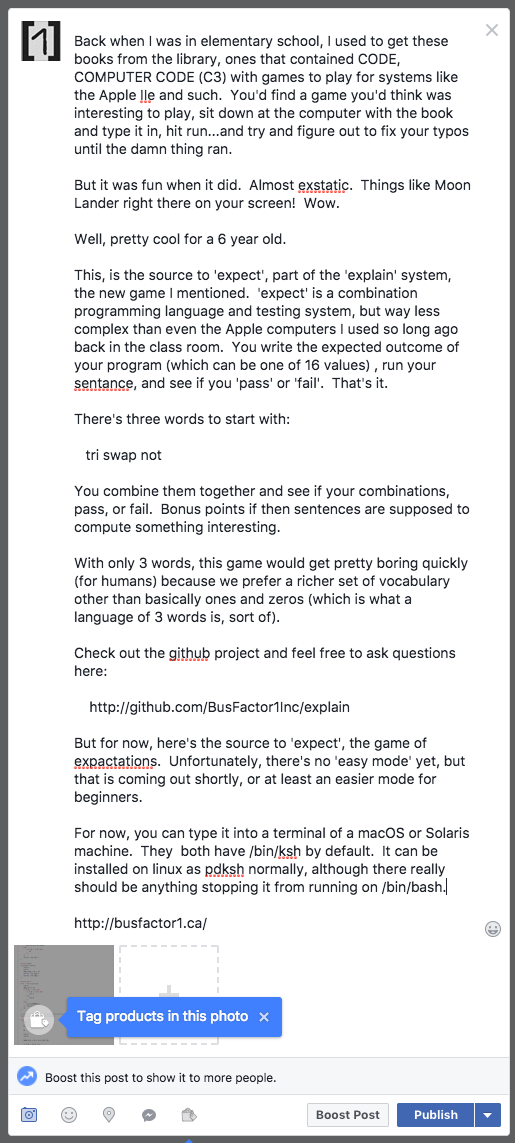 [1]
Back when I was in elementary school, I used to get these
books from the library, ones that contained CODE,
COMPUTER CODE (C3) with games to play for systems like
the Apple IIe and such.  You'd find a game you'd think was
interesting to play, sit down at the computer with the book
and type it in, hit run...and try and figure out to fix your typos
until the damn thing ran.
But it was fun when it did.  Almost exstatic.  Things like Moon
Lander right there on your screen!  Wow.
Well, pretty cool for a 6 year old.
This, is the source to 'expect', part of the 'explain' system,
the new game I mentioned.  'expect' is a combination
programming language and testing system, but way less
complex than even the Apple computers I used so long ago
back in the class room.  You write the expected outcome of
your program (which can be one of 16 values) , run your
sentance, and see if you 'pass' or 'fail'.  That's it.
There's three words to start with:
tri swap not
You combine them together and see if your combinations,
pass, or fail.  Bonus points if then sentences are supposed to
compute something interesting.
With only 3 words, this game would get pretty boring quickly
(for humans) because we prefer a richer set of vocabulary
other than basically ones and zeros (which is what a
language of 3 words is, sort of).
Check out the github project and feel free to ask questions
here:
http://github.com/BusFactor1Inc/explain
But for now, here's the source to 'expect', the game of
expactations.  Unfortunately, there's no 'easy mode' yet, but
that is coming out shortly, or at least an easier mode for
beginners.
For now, you can type it into a terminal of a macOS or Solaris
machine.  They  both have /bin/ksh by default.  It can be
installed on linux as pdksh normally, although there really
should be anything stopping it from running on /bin/bash.
http://busfactor1.ca/
Tag products in this photo
Boost this post to show it to more people.
Boost Post
Publish